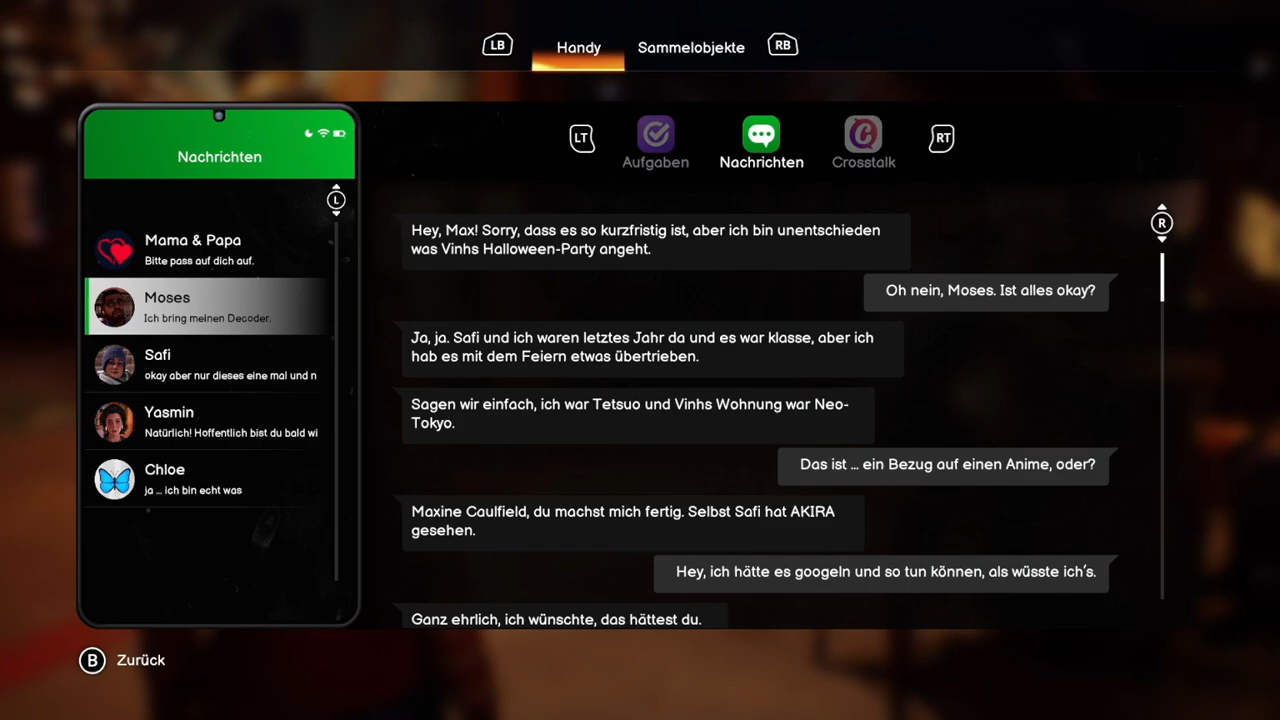 LB
Handy
Sammelobjekte
RB
Nachrichten
L
Mama & Papa
Bitte pass auf dich auf.
Moses
Ich bring meinen Decoder.
Safi
okay aber nur dieses eine mal und n
Yasmin
Natürlich! Hoffentlich bist du bald wi
Chloe
ja ... ich bin echt was
LT
Aufgaben
Nachrichten
Crosstalk
RT
R
Hey, Max! Sorry, dass es so kurzfristig ist, aber ich bin unentschieden
was Vinhs Halloween-Party angeht.
Oh nein, Moses. Ist alles okay?
Ja, ja. Safi und ich waren letztes Jahr da und es war klasse, aber ich
hab es mit dem Feiern etwas übertrieben.
Sagen wir einfach, ich war Tetsuo und Vinhs Wohnung war Neo-
Tokyo.
Das ist ... ein Bezug auf einen Anime, oder?
Maxine Caulfield, du machst mich fertig. Selbst Safi hat AKIRA
gesehen.
Hey, ich hätte es googeln und so tun können, als wüsste ich's.
Ganz ehrlich, ich wünschte, das hättest du.
B
Zurück